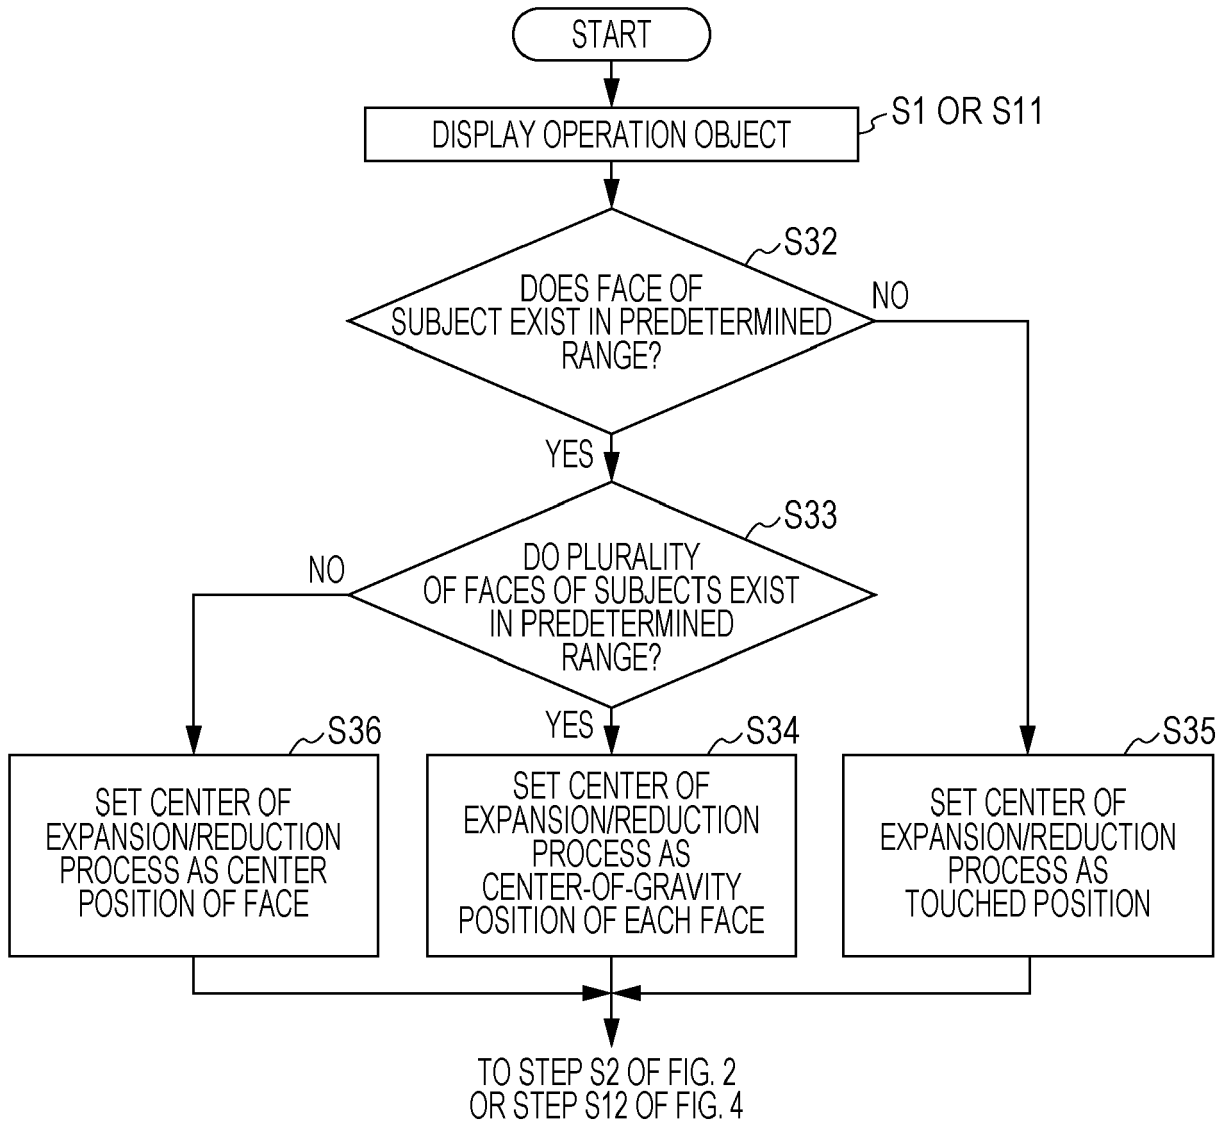 START
DISPLAY OPERATION OBJECT
S1 OR S11
S32
DOES FACE OF
SUBJECT EXIST IN PREDETERMINED
RANGE?
NO
YES
S33
DO PLURALITY
OF FACES OF SUBJECTS EXIST
IN PREDETERMINED
RANGE?
NO
YES
S36
SET CENTER OF
EXPANSION/REDUCTION
PROCESS AS CENTER
POSITION OF FACE
S34
SET CENTER OF
EXPANSION/REDUCTION
PROCESS AS
CENTER-OF-GRAVITY
POSITION OF EACH FACE
S35
SET CENTER OF
EXPANSION/REDUCTION
PROCESS AS
TOUCHED POSITION
TO STEP S2 OF FIG. 2
OR STEP S12 OF FIG. 4